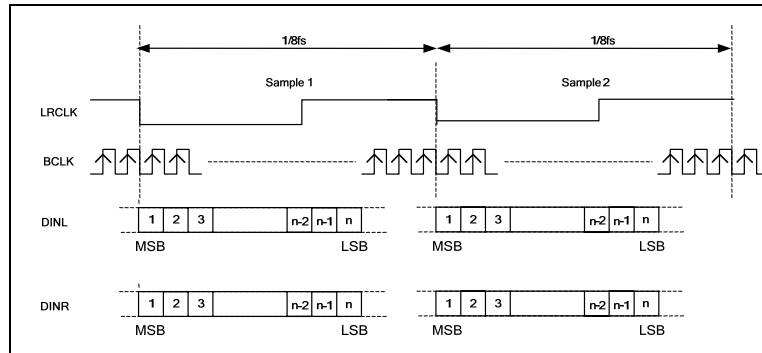 1/8fs 1/8fs
Sample 1 Sample 2
LRCLK
BCLK
DINL 1 2 3 n-2 n-1 n 1 2 3 n-2 n-1 n
MSB LSB MSB LSB
DINR 1 2 3 n-2 n-1 n 1 2 3 n-2 n-1 n
MSB LSB MSB LSB